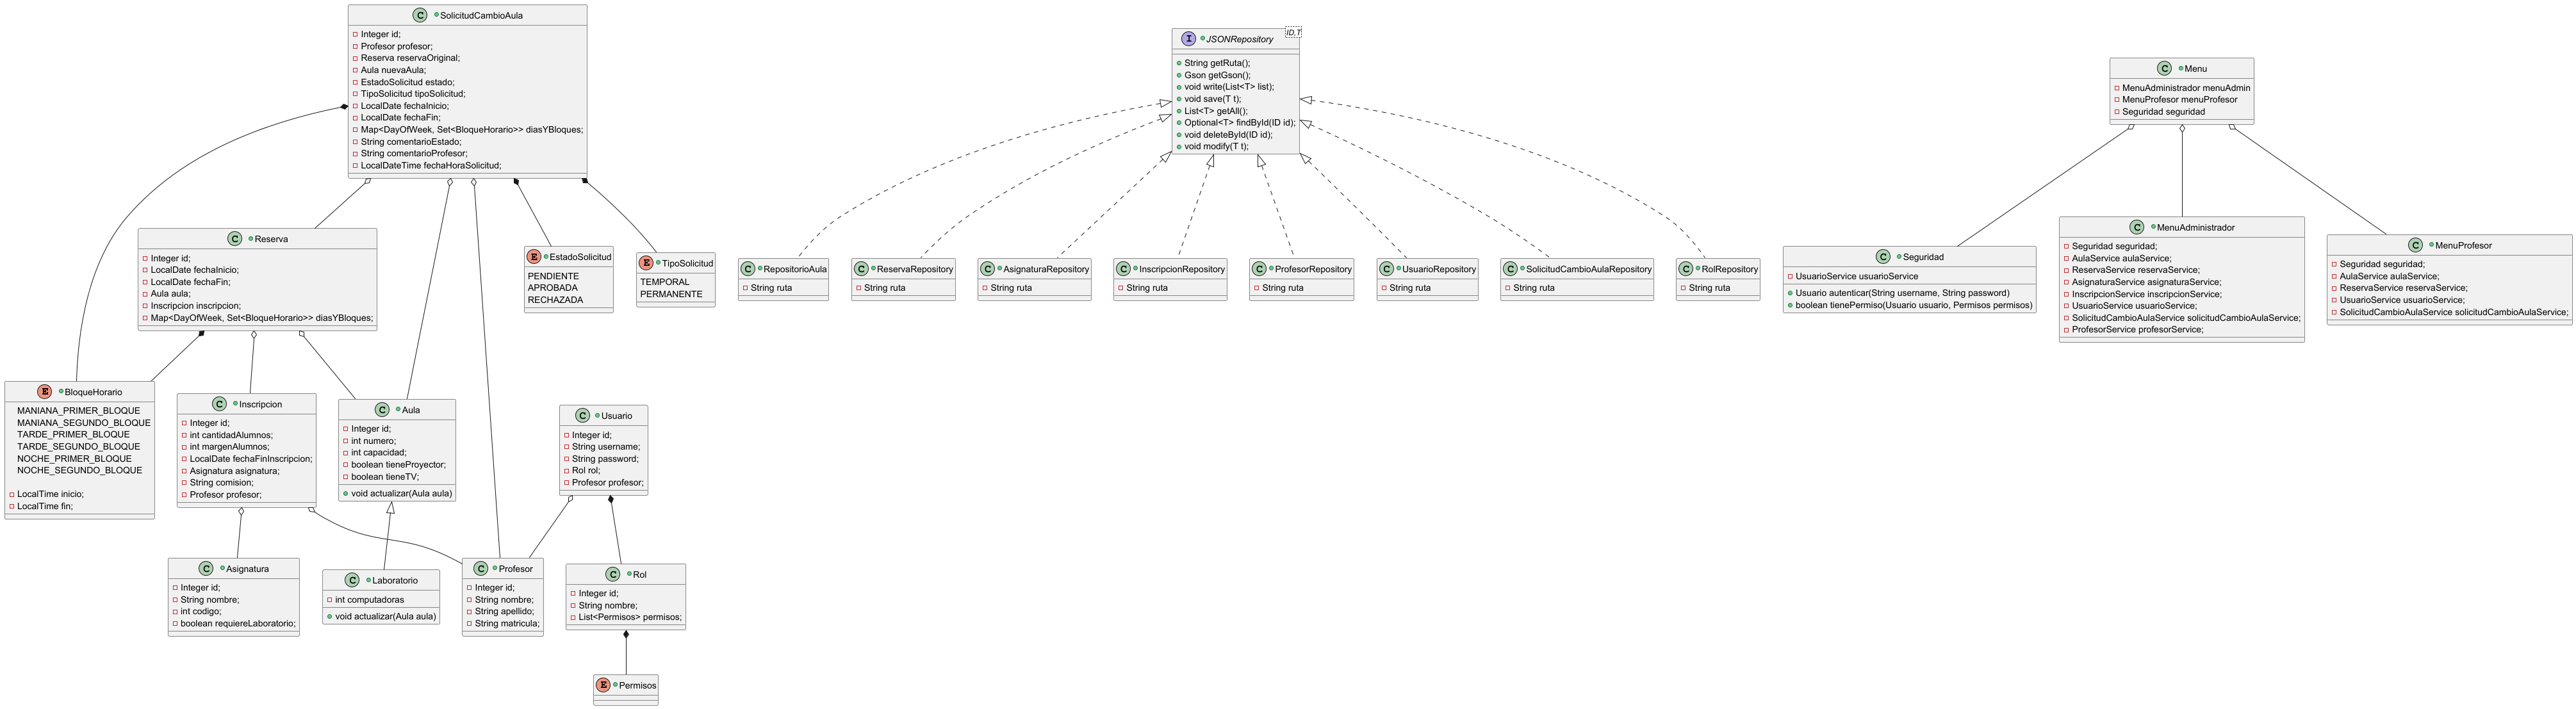 SolicitudCambioAula
Integer id;
Profesor profesor;
Reserva reservaOriginal;
Aula nuevaAula;
EstadoSolicitud estado;
TipoSolicitud tipoSolicitud;
LocalDate fechaInicio;
LocalDate fechaFin;
Map<DayOfWeek, Set<BloqueHorario>> diasYBloques;
String comentarioEstado;
String comentarioProfesor;
LocalDateTime fechaHoraSolicitud;
Reserva
Integer id;
LocalDate fechaInicio;
LocalDate fechaFin;
Aula aula;
Inscripcion inscripcion;
Map<DayOfWeek, Set<BloqueHorario>> diasYBloques;
EstadoSolicitud
PENDIENTE
APROBADA
RECHAZADA
TipoSolicitud
TEMPORAL
PERMANENTE
BloqueHorario
MANIANA_PRIMER_BLOQUE
MANIANA_SEGUNDO_BLOQUE
TARDE_PRIMER_BLOQUE
TARDE_SEGUNDO_BLOQUE
NOCHE_PRIMER_BLOQUE
NOCHE_SEGUNDO_BLOQUE
LocalTime inicio;
LocalTime fin;
Inscripcion
Integer id;
int cantidadAlumnos;
int margenAlumnos;
LocalDate fechaFinInscripcion;
Asignatura asignatura;
String comision;
Profesor profesor;
Aula
Integer id;
int numero;
int capacidad;
boolean tieneProyector;
boolean tieneTV;
void actualizar(Aula aula)
Usuario
Integer id;
String username;
String password;
Rol rol;
Profesor profesor;
Asignatura
Integer id;
String nombre;
int codigo;
boolean requiereLaboratorio;
Laboratorio
int computadoras
void actualizar(Aula aula)
Profesor
Integer id;
String nombre;
String apellido;
String matricula;
Rol
Integer id;
String nombre;
List<Permisos> permisos;
Permisos
JSONRepository
ID,T
String getRuta();
Gson getGson();
void write(List<T> list);
void save(T t);
List<T> getAll();
Optional<T> findById(ID id);
void deleteById(ID id);
void modify(T t);
RepositorioAula
String ruta
ReservaRepository
String ruta
AsignaturaRepository
String ruta
InscripcionRepository
String ruta
ProfesorRepository
String ruta
UsuarioRepository
String ruta
SolicitudCambioAulaRepository
String ruta
RolRepository
String ruta
Menu
MenuAdministrador menuAdmin
MenuProfesor menuProfesor
Seguridad seguridad
Seguridad
UsuarioService usuarioService
Usuario autenticar(String username, String password)
boolean tienePermiso(Usuario usuario, Permisos permisos)
MenuAdministrador
Seguridad seguridad;
AulaService aulaService;
ReservaService reservaService;
AsignaturaService asignaturaService;
InscripcionService inscripcionService;
UsuarioService usuarioService;
SolicitudCambioAulaService solicitudCambioAulaService;
ProfesorService profesorService;
MenuProfesor
Seguridad seguridad;
AulaService aulaService;
ReservaService reservaService;
UsuarioService usuarioService;
SolicitudCambioAulaService solicitudCambioAulaService;